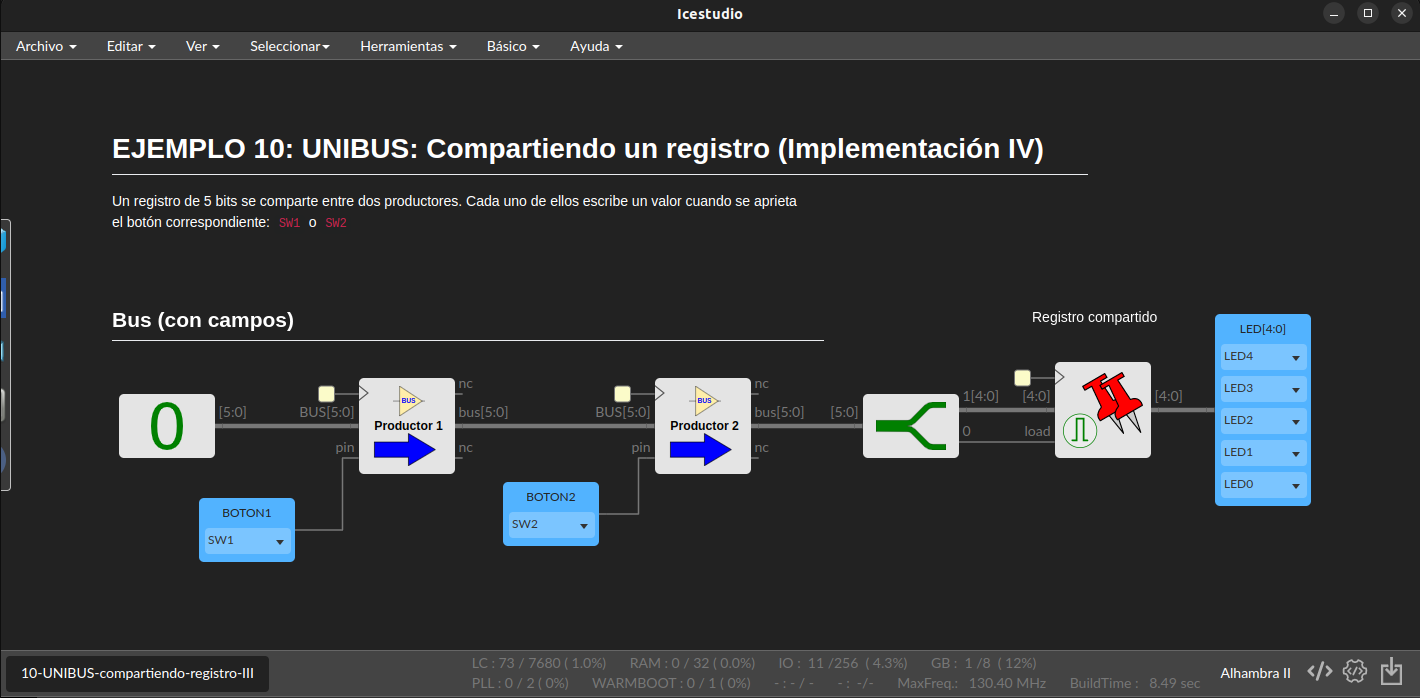 Icestudio
Archivo Editar Ver Seleccionar Herramientas Básico Ayuda
EJEMPLO 10: UNIBUS: Compartiendo un registro (Implementación IV)
Un registro de 5 bits se comparte entre dos productores. Cada uno de ellos escribe un valor cuando se aprieta
el botón correspondiente: SW1 o SW2
Bus (con campos)
Registro compartido
0
[5:0]
BUS[5:0]
pin
BUS
Productor 1
nc
bus[5:0]
nc
BOTON1
SW1
BUS[5:0]
pin
BUS
Productor 2
nc
bus[5:0]
nc
BOTON2
SW2
[5:0]
1[4:0]
0
[4:0]
load
[4:0]
LED[4:0]
LED4
LED3
LED2
LED1
LED0
10-UNIBUS-compartiendo-registro-III
LC : 73 / 7680 ( 1.0%) RAM : 0 / 32 ( 0.0%) IO : 11 /256 ( 4.3%) GB : 1 /8 ( 12%)
PLL : 0 / 2 ( 0%) WARMBOOT : 0 / 1 ( 0%) - : - / - - : -/- MaxFreq.: 130.40 MHz BuildTime : 8.49 sec
Alhambra II